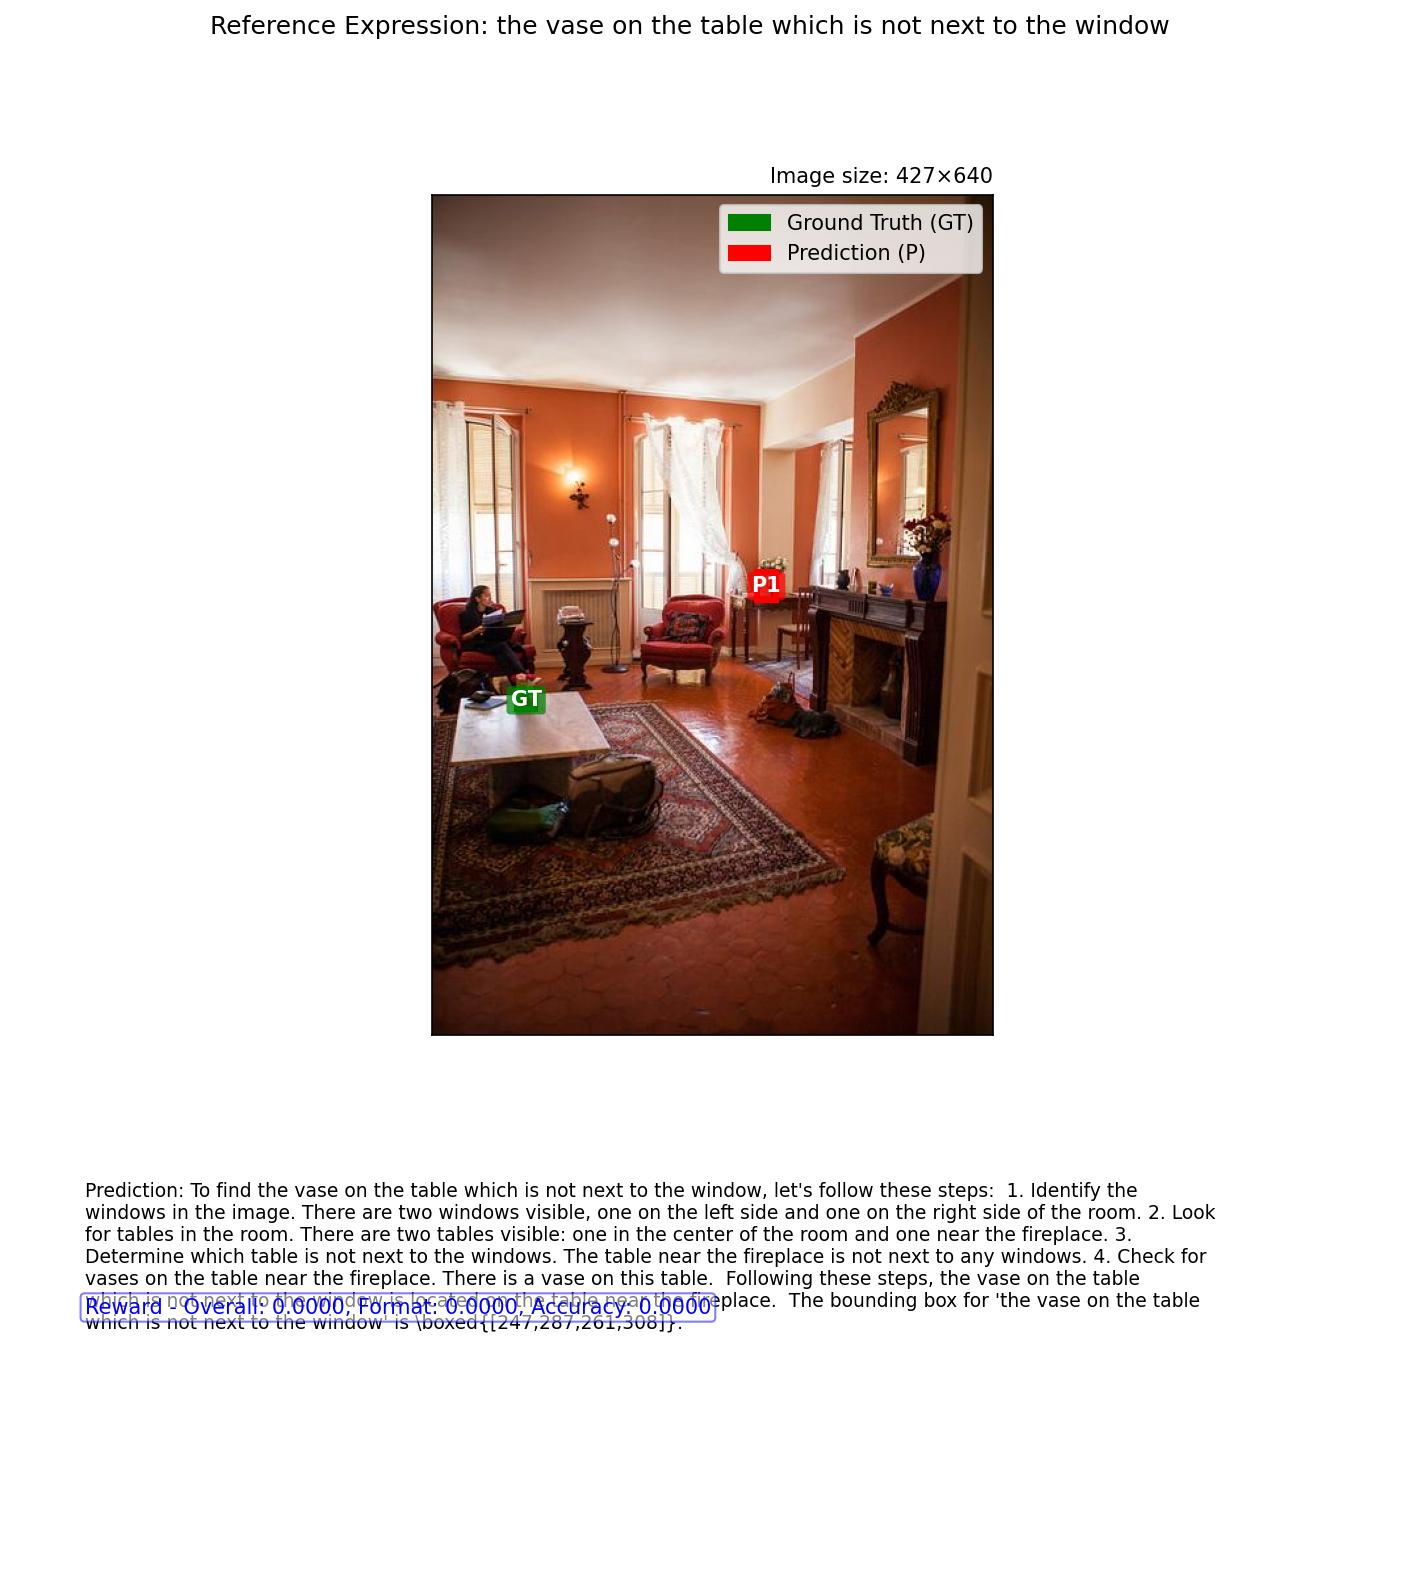 Reference Expression: the vase on the table which is not next to the window
Image size: 427×640
Ground Truth (GT)
Prediction (P)
P1
GT
Prediction: To find the vase on the table which is not next to the window, let's follow these steps:  1. Identify the
windows in the image. There are two windows visible, one on the left side and one on the right side of the room. 2. Look
for tables in the room. There are two tables visible: one in the center of the room and one near the fireplace. 3.
Determine which table is not next to the windows. The table near the fireplace is not next to any windows. 4. Check for
vases on the table near the fireplace. There is a vase on this table.  Following these steps, the vase on the table
which is not next to the window is located on the table near the fireplace.  The bounding box for 'the vase on the table
Reward - Overall: 0.0000, Format: 0.0000, Accuracy: 0.0000
which is not next to the window' is \boxed{[247,287,261,308]}.